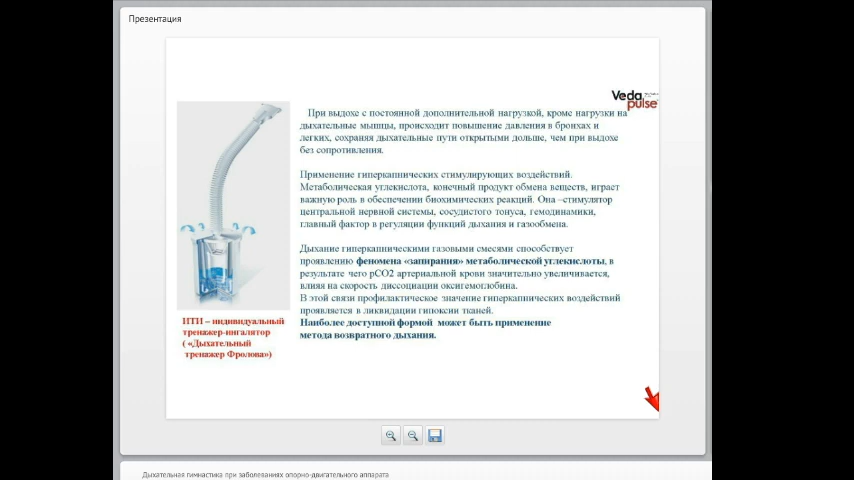 Презентация
Veda
pulse
При выдохе с постоянной дополнительной нагрузкой, кроме нагрузки на
дыхательные мышцы, происходит повышение давления в бронхах и
легких, сохраняя дыхательные пути открытыми дольше, чем при выдохе
без сопротивления.
Применение гиперкапнических стимулирующих воздействий.
Метаболическая углекислота, конечный продукт обмена веществ, играет
важную роль в обеспечении биохимических реакций. Она –стимулятор
центральной нервной системы, сосудистого тонуса, гемодинамики,
главный фактор в регуляции функций дыхания и газообмена.
Дыхание гиперкапническими газовыми смесями способствует
проявлению феномена «запирания» метаболической углекислоты, в
результате чего pCO2 артериальной крови значительно увеличивается,
влияя на скорость диссоциации оксигемоглобина.
В этой связи профилактическое значение гиперкапнических воздействий
проявляется в ликвидации гипоксии тканей.
Наиболее доступной формой может быть применение
метода возвратного дыхания.
ИТИ – индивидуальный
тренажер-ингалятор
( «Дыхательный
тренажер Фролова»)
Дыхательная гимнастика при заболеваниях опорно-двигательного аппарата